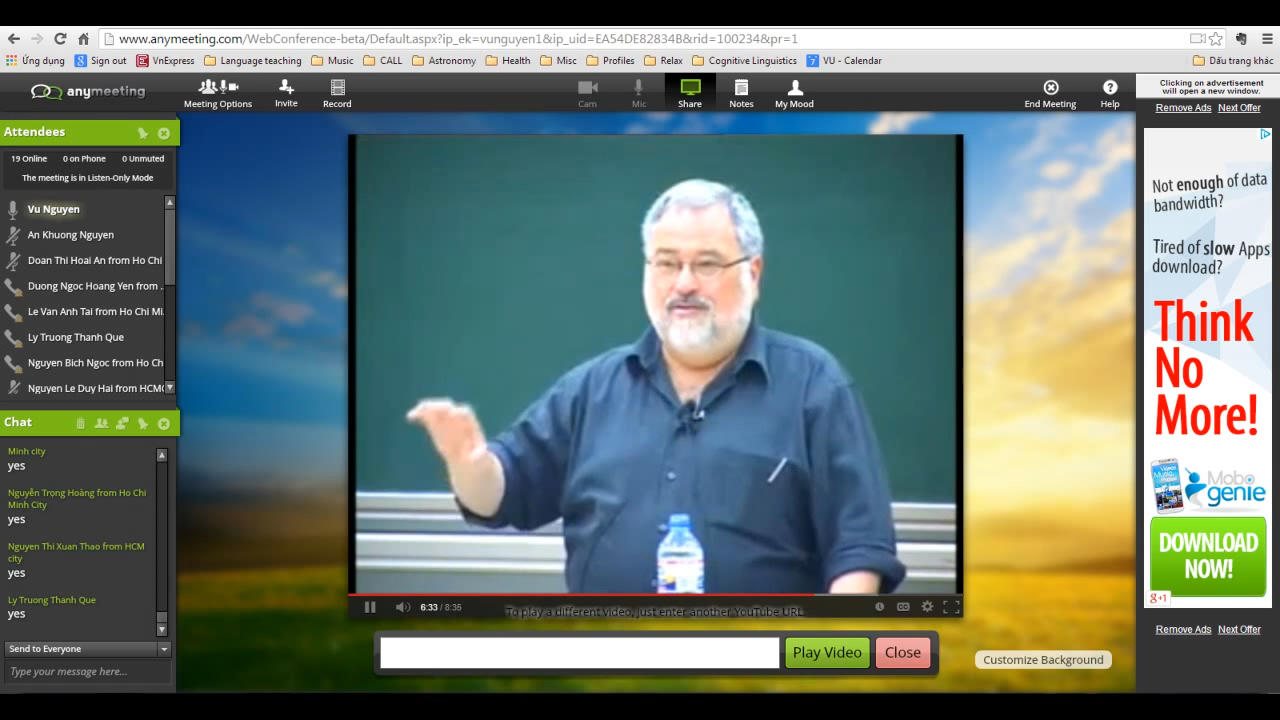 www.anymeeting.com/WebConference-beta/Default.aspx?ip_ek=vunguyen1&ip_uid=EA54DE82834B&rid=100234&pr=1
Ứng dụng Sign out VnExpress Language teaching Music CALL Astronomy Health Misc Profiles Relax Cognitive Linguistics 7 VU - Calendar Dấu trang khác
anymeeting Meeting Options Invite Record Cam Mic Share Notes My Mood End Meeting Help
Clicking on advertisement
will open a new window.
Remove Ads Next Offer
Attendees
19 Online 0 on Phone 0 Unmuted
The meeting is in Listen-Only Mode
Vu Nguyen
An Khuong Nguyen
Doan Thi Hoai An from Ho Chi
Duong Ngoc Hoang Yen from ..
Le Van Anh Tai from Ho Chi Mi.
Ly Truong Thanh Que
Nguyen Bich Ngoc from Ho Ch
Nguyen Le Duy Hai from HCMC
Chat
Minh city
yes
Nguyễn Trọng Hoàng from Ho Chi
Minh City
yes
Nguyen Thi Xuan Thao from HCM
city
yes
Ly Truong Thanh Que
yes
Send to Everyone
Type your message here...
6:33 / 8:35
To play a different video, just enter another YouTube URL
Play Video Close
Customize Background
Not enough of data
bandwidth?
Tired of slow Apps
download?
Think
No
More!
Mobogenie
DOWNLOAD
NOW!
g+1
Remove Ads Next Offer